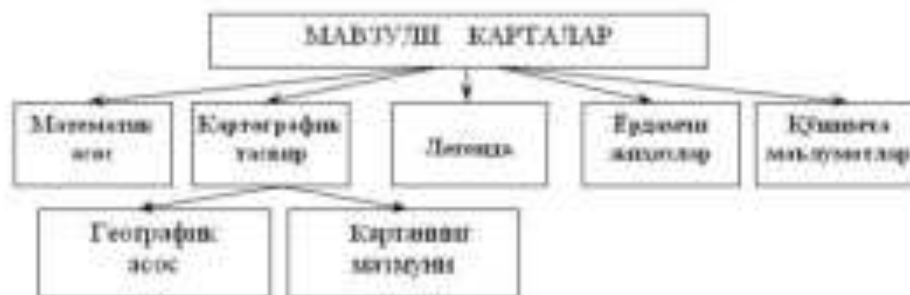 МАВЗУЛИ КАРТАЛАР
Математик
асос
Картографик
тасвир
Легенда
Ёрдамчи
жиҳозлар
Қўшимча
маълумотлар
Географик
асос
Картанинг
мазмуни